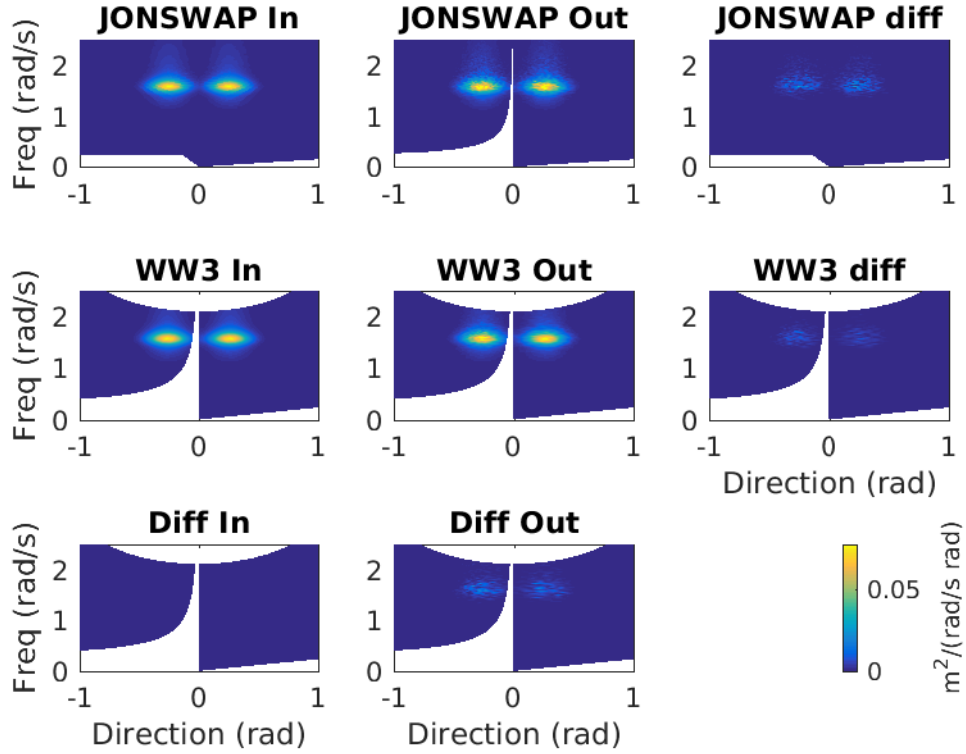 JONSWAP In
JONSWAP Out
JONSWAP diff
Freq (rad/s)
2
1
0
-1 0 1
2
1
0
-1 0 1
2
1
0
-1 0 1
WW3 In
WW3 Out
WW3 diff
Freq (rad/s)
2
1
0
-1 0 1
2
1
0
-1 0 1
2
1
0
-1 0 1
Direction (rad)
Diff In
Diff Out
Freq (rad/s)
2
1
0
-1 0 1
Direction (rad)
2
1
0
-1 0 1
Direction (rad)
0.05
0
m²/(rad/s rad)